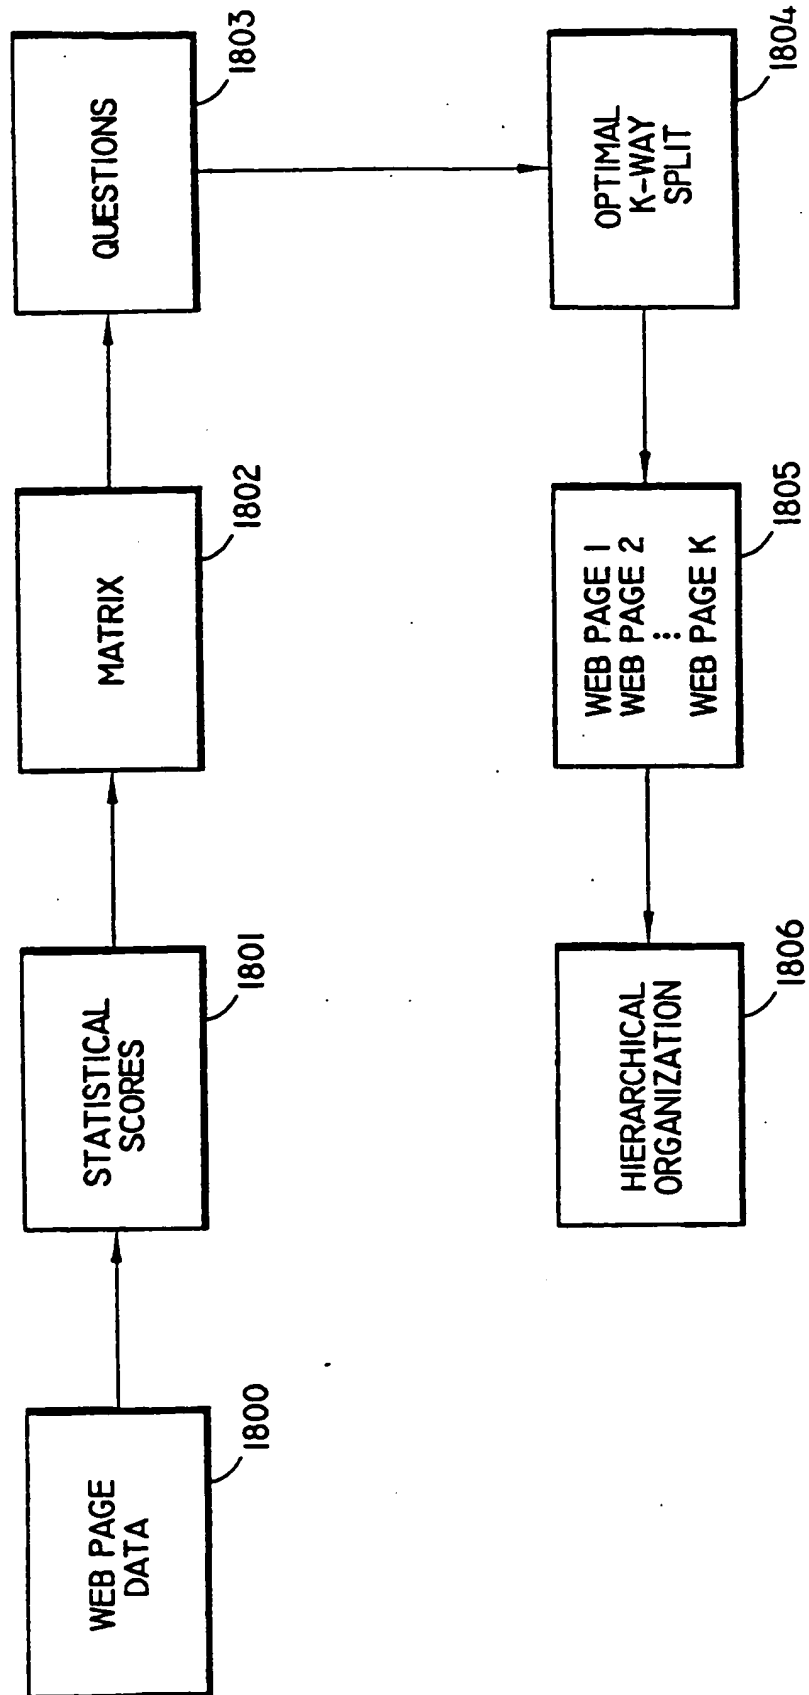 WEB PAGE
DATA
1800
STATISTICAL
SCORES
1801
MATRIX
1802
QUESTIONS
1803
OPTIMAL
K-WAY
SPLIT
1804
WEB PAGE 1
WEB PAGE 2
⋮
WEB PAGE K
1805
HIERARCHICAL
ORGANIZATION
1806